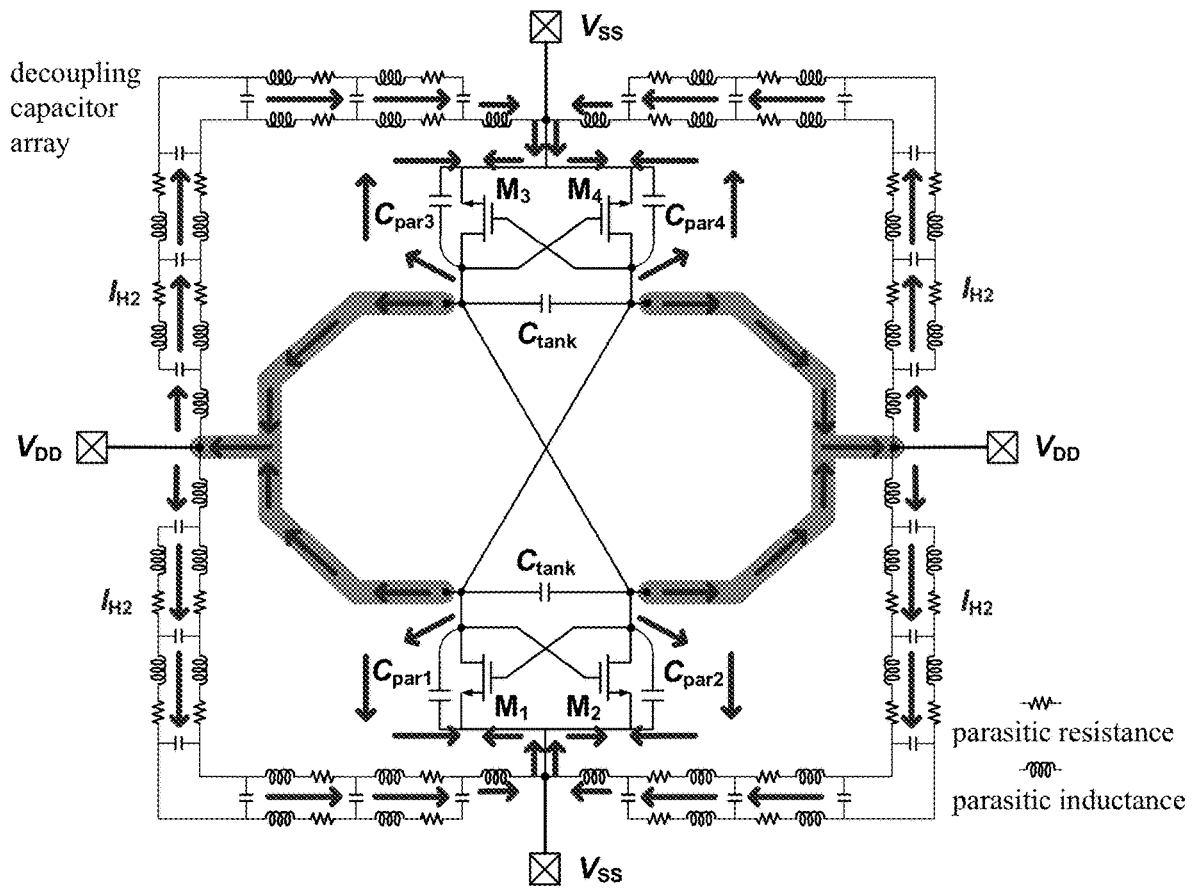 V_SS
decoupling
capacitor
array
M_3
M_4
C_par3
C_par4
I_H2
I_H2
C_tank
V_DD
V_DD
C_tank
I_H2
I_H2
C_par1
C_par2
M_1
M_2
parasitic resistance
parasitic inductance
V_SS